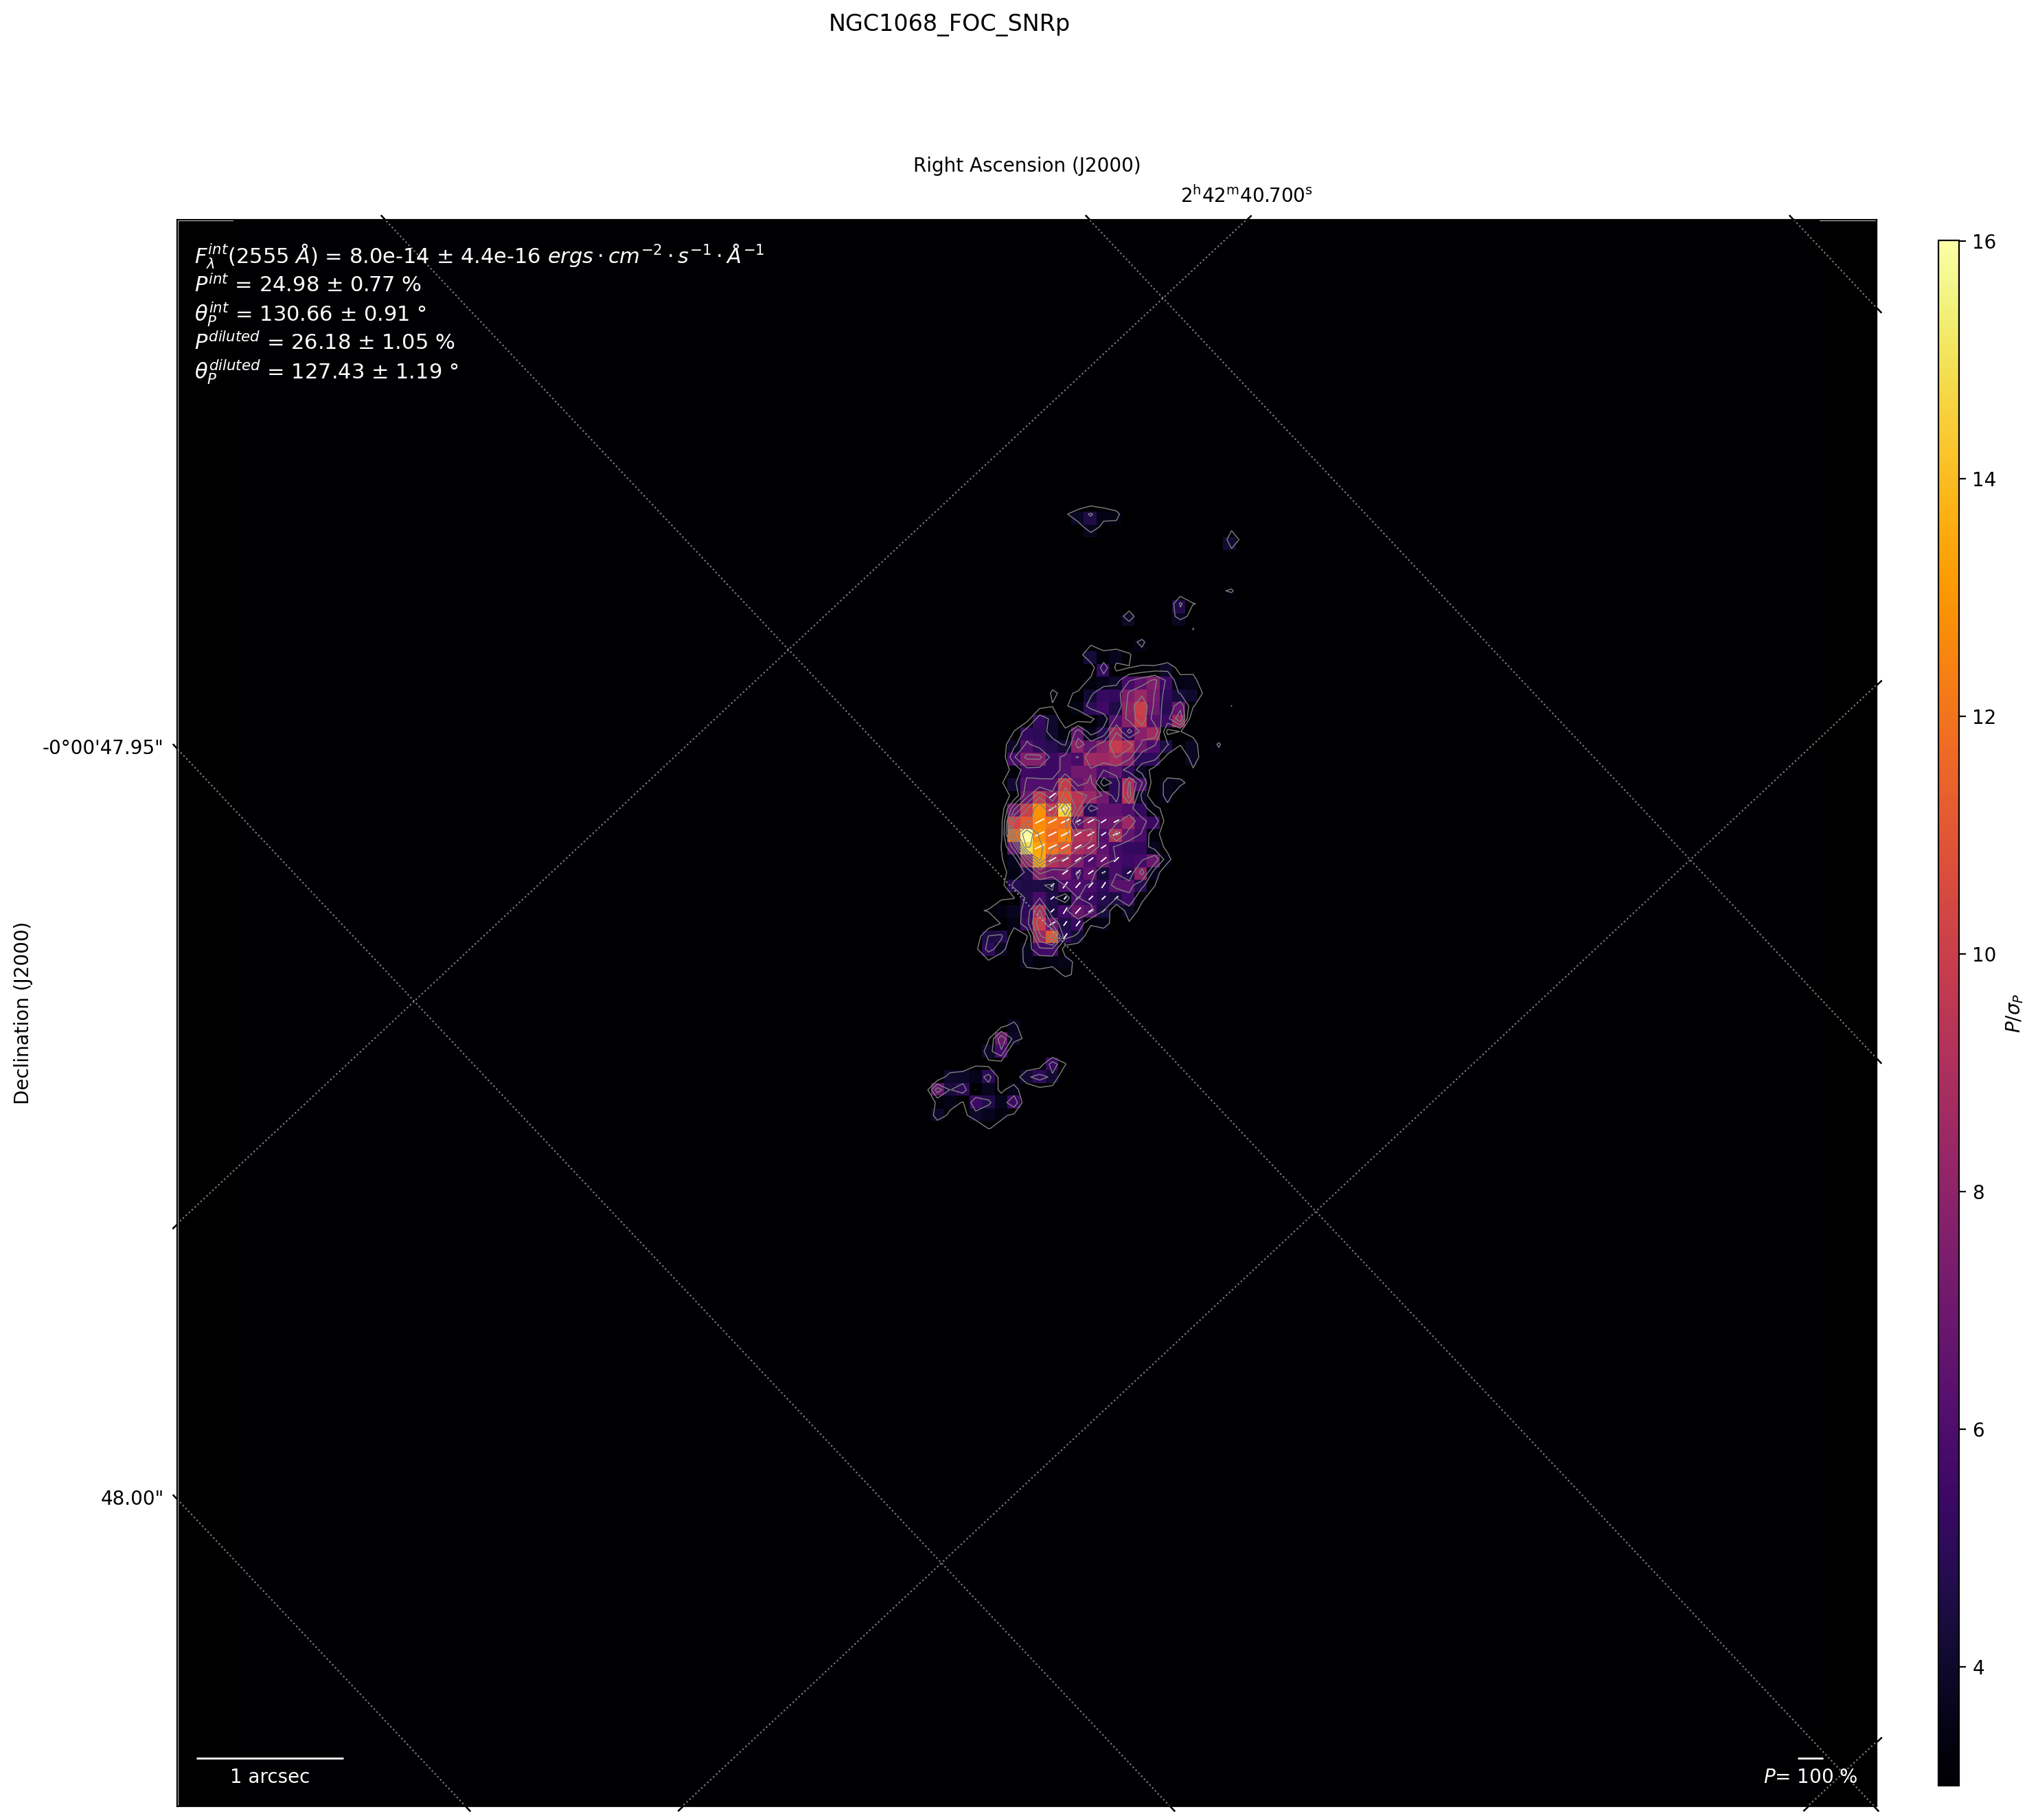 NGC1068_FOC_SNRp
Right Ascension (J2000)
2ʰ42ᵐ40.700ˢ
F_λ^int(2555 Å) = 8.0e-14 ± 4.4e-16 ergs · cm⁻² · s⁻¹ · Å⁻¹
P^int = 24.98 ± 0.77 %
θ_P^int = 130.66 ± 0.91 °
P^diluted = 26.18 ± 1.05 %
θ_P^diluted = 127.43 ± 1.19 °
-0°00'47.95"
48.00"
Declination (J2000)
1 arcsec
P= 100 %
16
14
12
10
8
6
4
P/σ_P